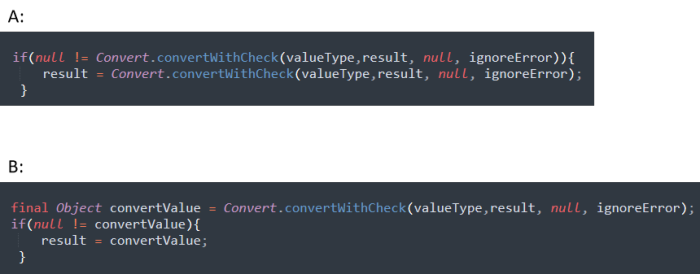 A:
if(null != Convert.convertWithCheck(valueType,result, null, ignoreError)){
result = Convert.convertWithCheck(valueType,result, null, ignoreError);
}
B:
final Object convertValue = Convert.convertWithCheck(valueType,result, null, ignoreError);
if(null != convertValue){
result = convertValue;
}